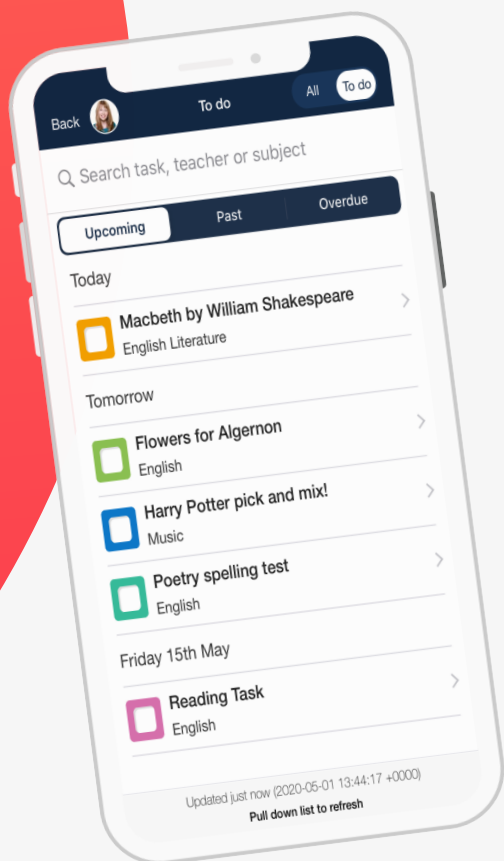 Back
To do
All
To do
Search task, teacher or subject
Upcoming
Past
Overdue
Today
Macbeth by William Shakespeare
English Literature
Tomorrow
Flowers for Algernon
English
Harry Potter pick and mix!
Music
Poetry spelling test
English
Friday 15th May
Reading Task
English
Updated just now (2020-05-01 13:44:17 +0000)
Pull down list to refresh